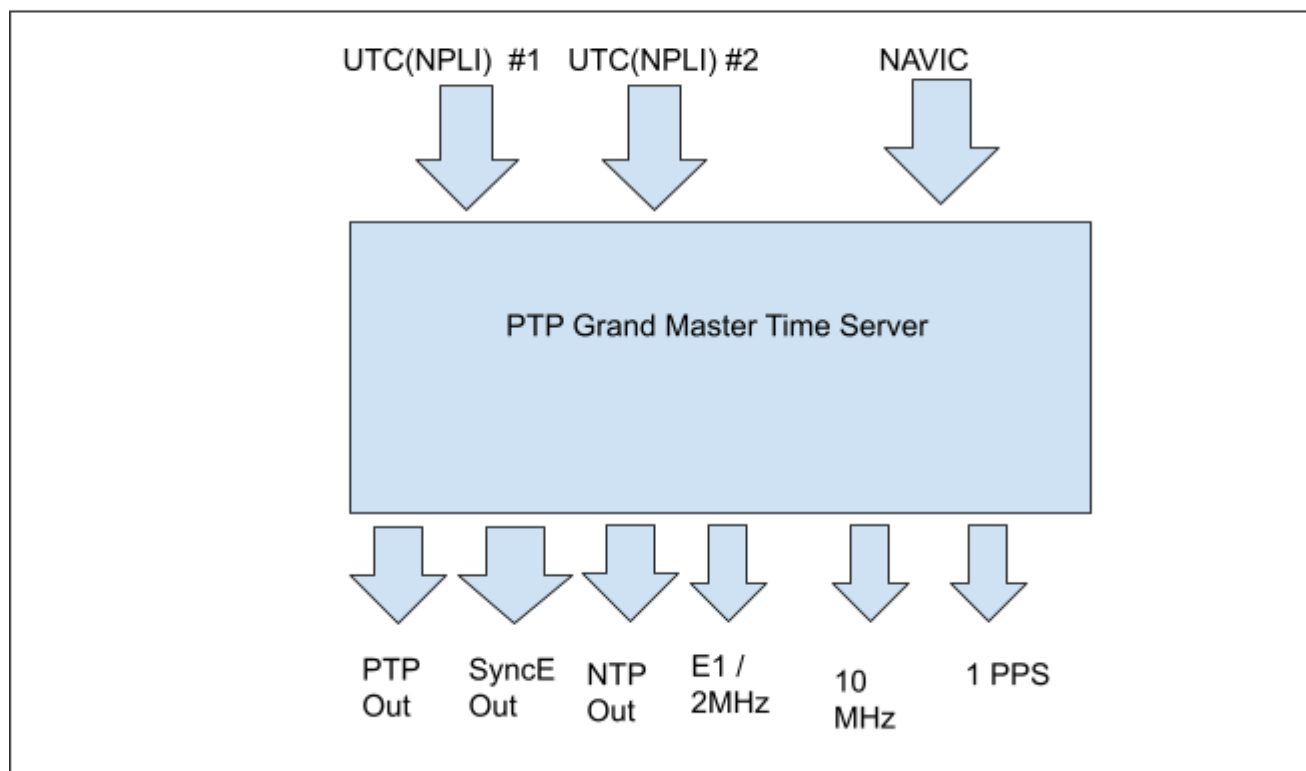 UTC(NPLI)  #1
UTC(NPLI) #2
NAVIC
PTP Grand Master Time Server
PTP
Out
SyncE
Out
NTP
Out
E1 /
2MHz
10
MHz
1 PPS